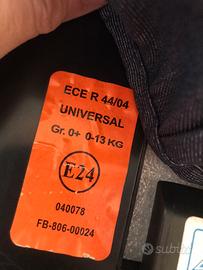 ECE R 44/04
UNIVERSAL
Gr. 0+ 0-13 KG
E24
040078
FB-806-00024
subito